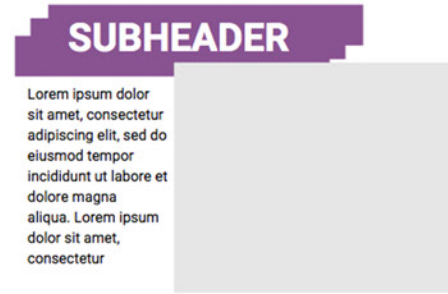 SUBHEADER
Lorem ipsum dolor
sit amet, consectetur
adipiscing elit, sed do
eiusmod tempor
incididunt ut labore et
dolore magna
aliqua. Lorem ipsum
dolor sit amet,
consectetur